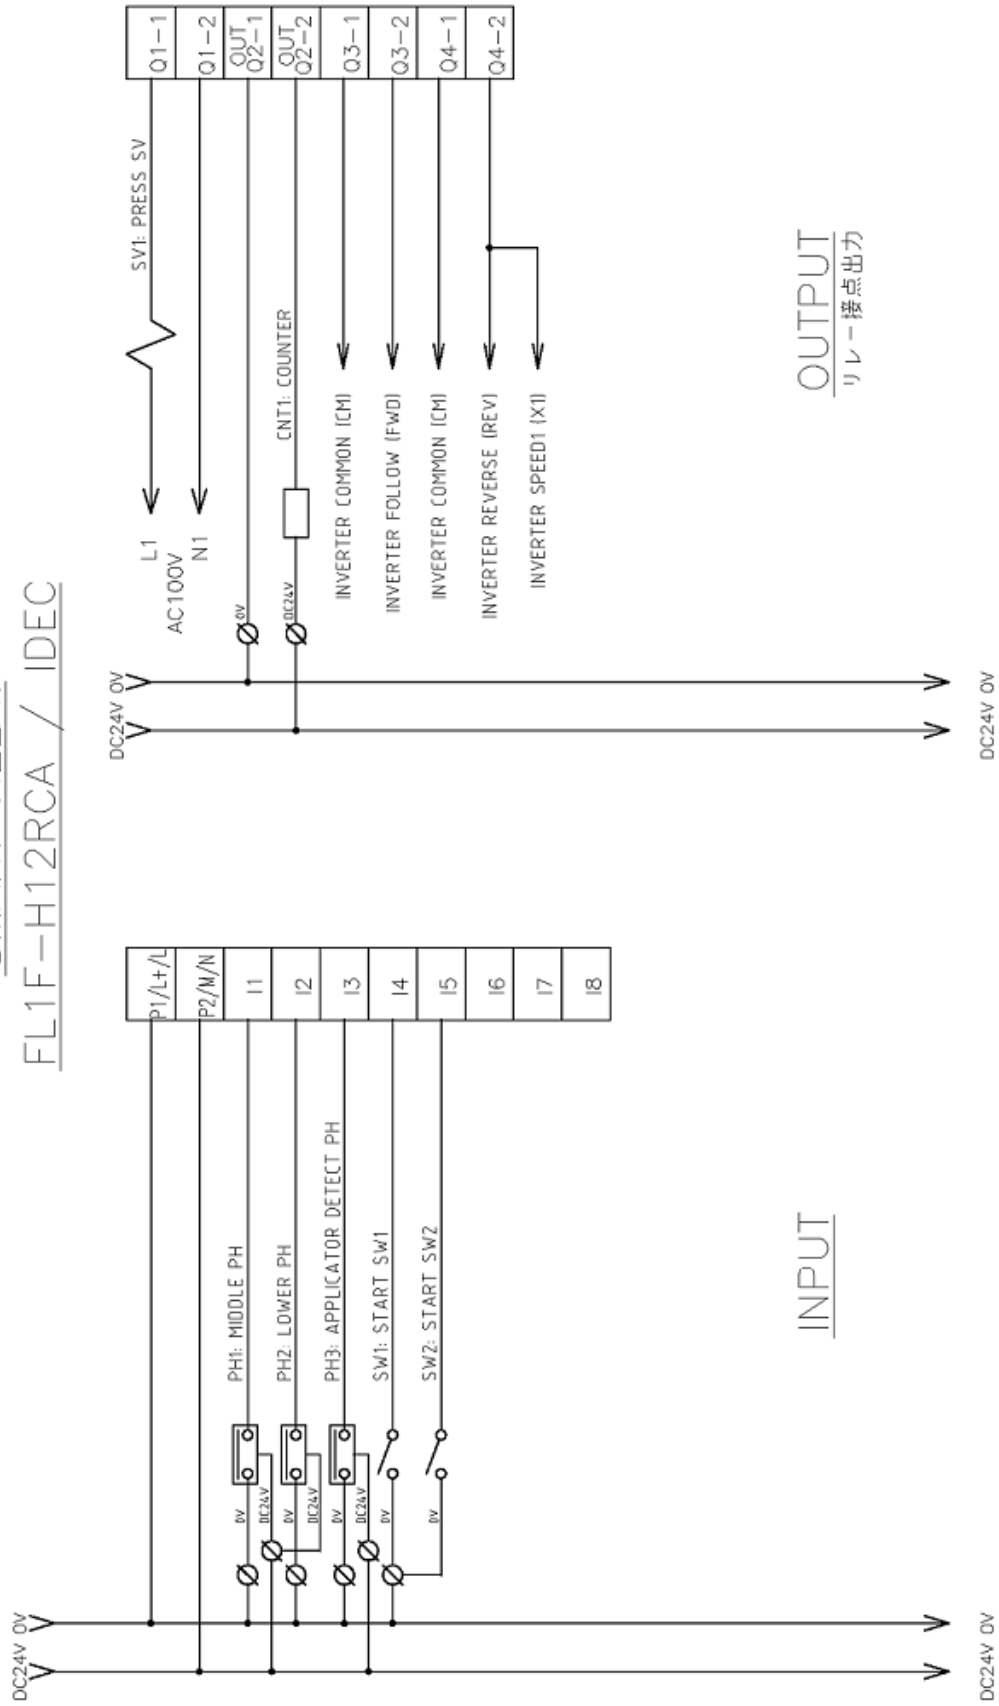 FL1F-H12RCA / IDEC
DC24V 0V
P1/L+/L
P2/M/N
PH1: MIDDLE PH
0V
DC24V
I1
PH2: LOWER PH
0V
DC24V
I2
PH3: APPLICATOR DETECT PH
0V
DC24V
I3
SW1: START SW1
0V
I4
SW2: START SW2
0V
I5
I6
I7
I8
INPUT
DC24V 0V
DC24V 0V
SV1: PRESS SV
Q1-1
L1
AC100V
N1
Q1-2
0V
OUT
Q2-1
DC24V
CNT1: COUNTER
OUT
Q2-2
INVERTER COMMON (CM)
Q3-1
INVERTER FOLLOW (FWD)
Q3-2
INVERTER COMMON (CM)
Q4-1
INVERTER REVERSE (REV)
Q4-2
INVERTER SPEED1 (X1)
OUTPUT
リレー接点出力
DC24V 0V